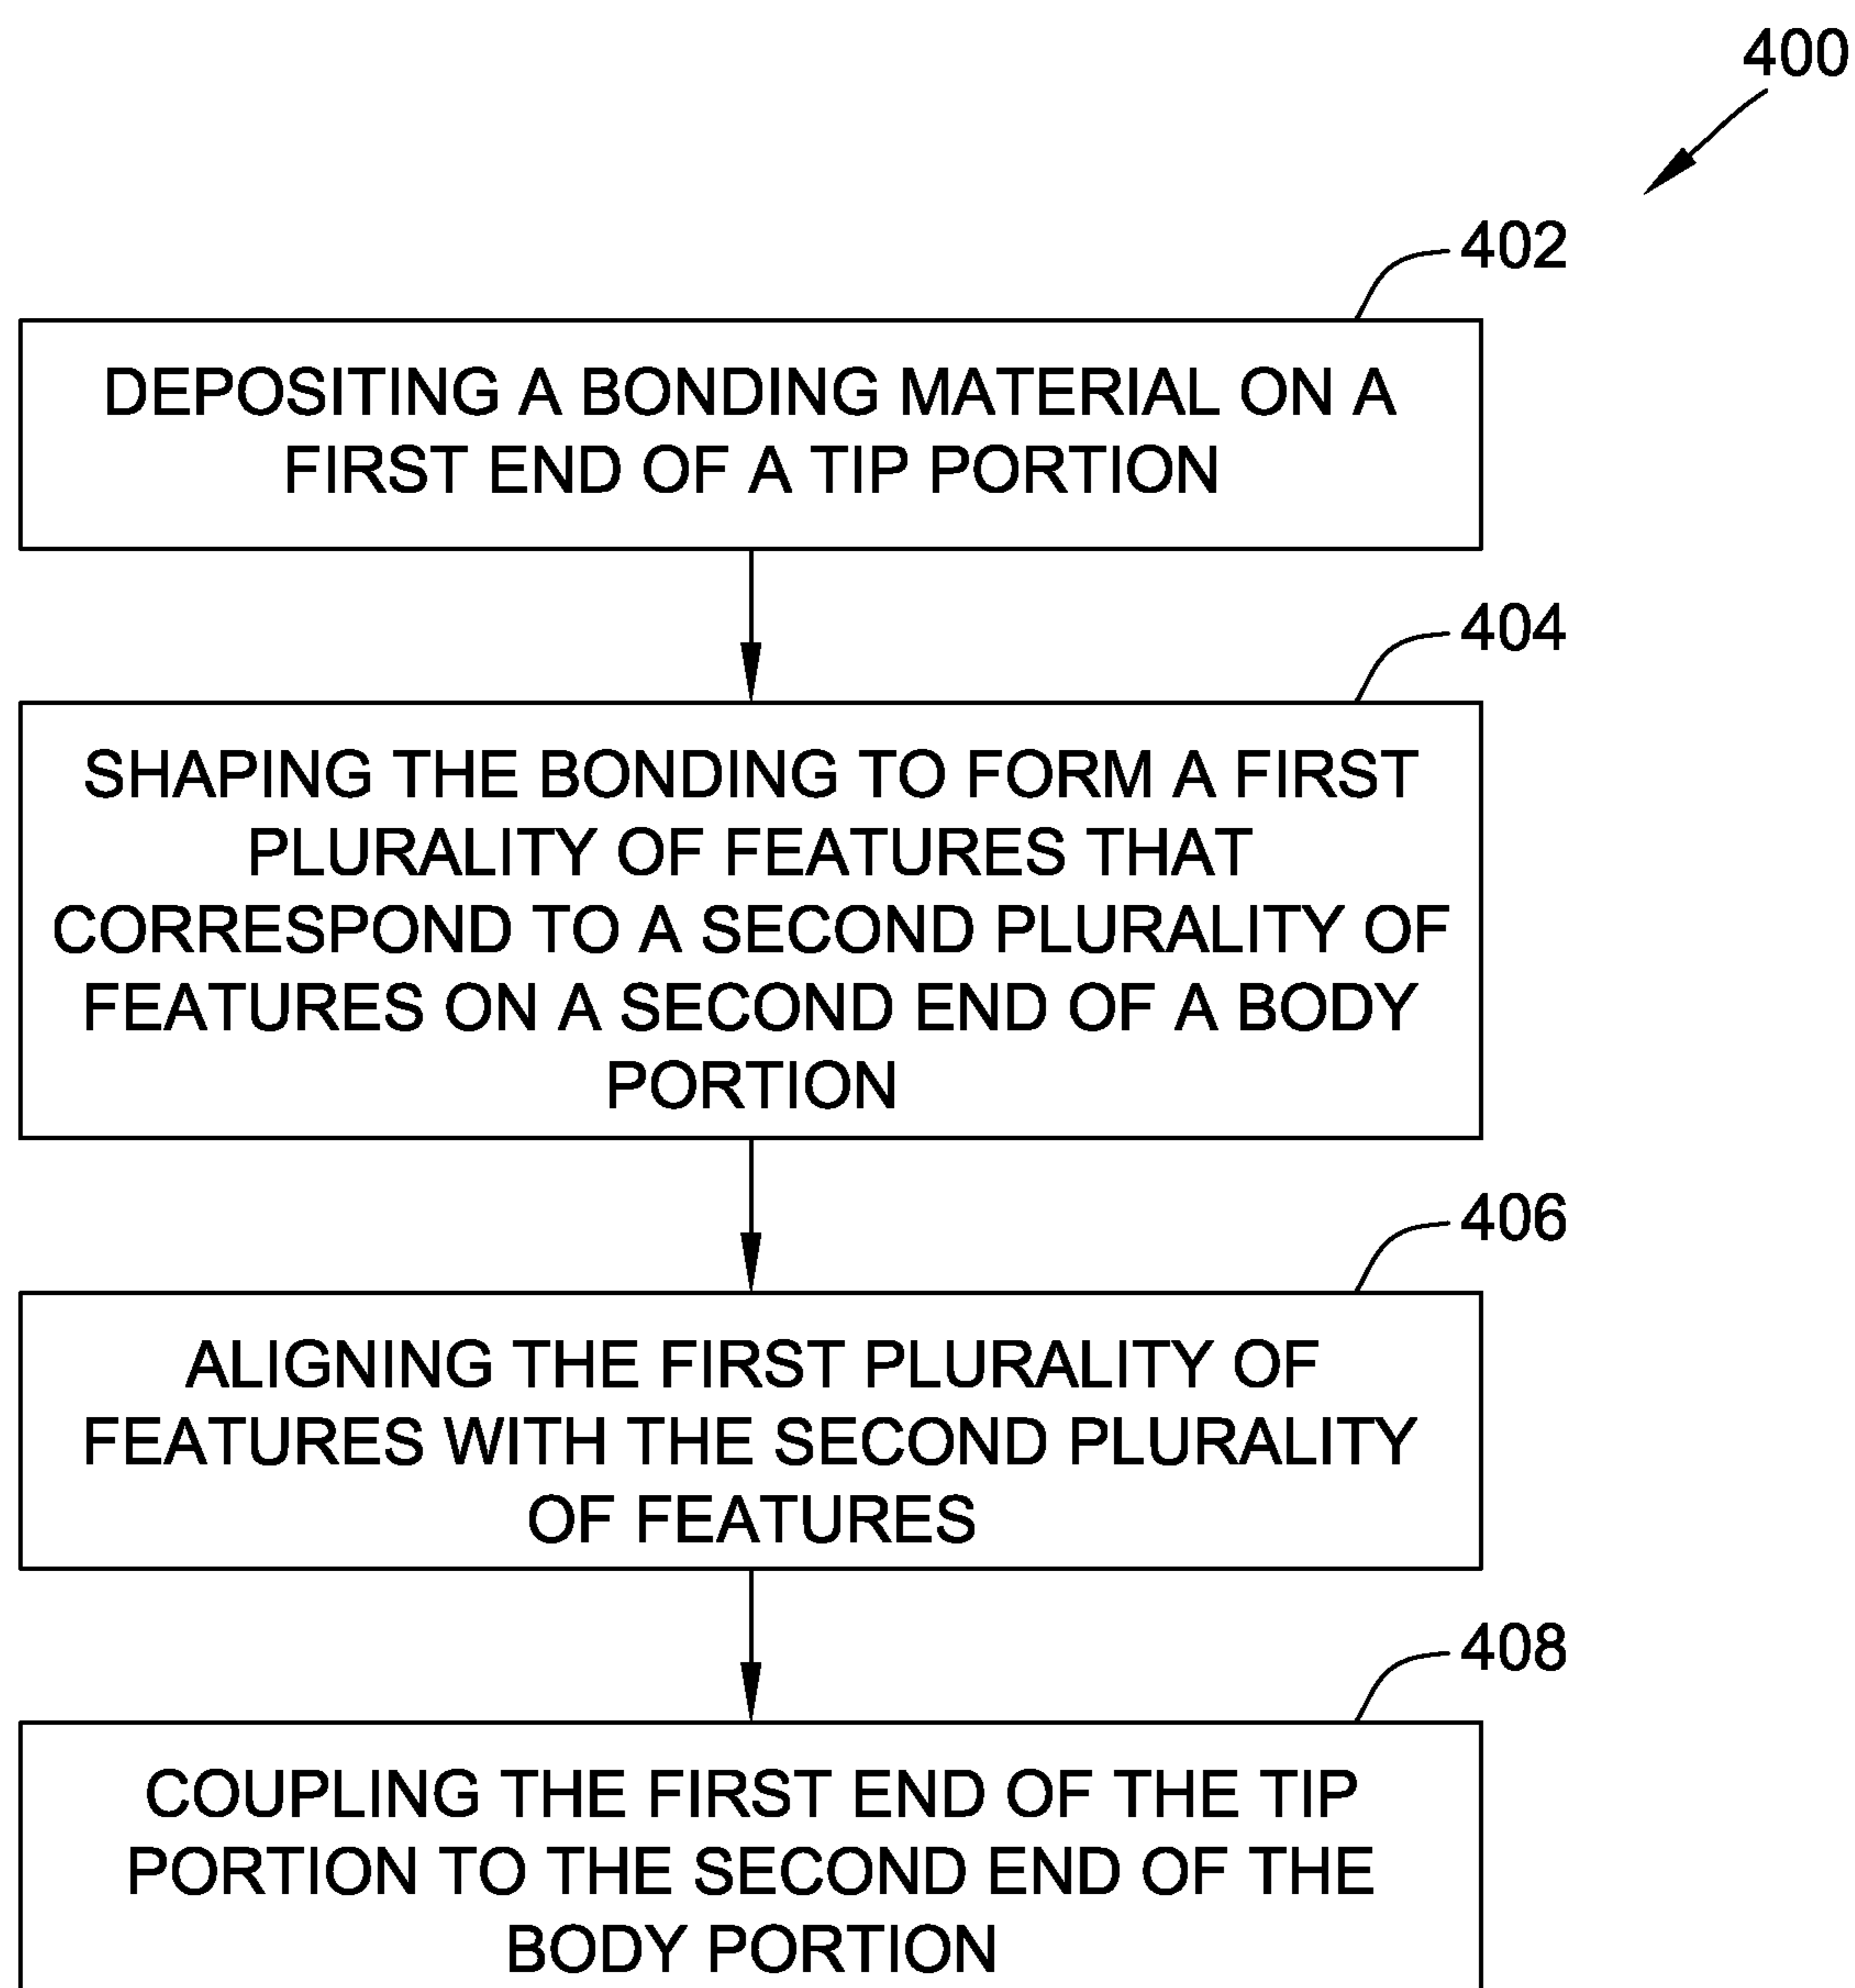 400
402
DEPOSITING A BONDING MATERIAL ON A
FIRST END OF A TIP PORTION
404
SHAPING THE BONDING TO FORM A FIRST
PLURALITY OF FEATURES THAT
CORRESPOND TO A SECOND PLURALITY OF
FEATURES ON A SECOND END OF A BODY
PORTION
406
ALIGNING THE FIRST PLURALITY OF
FEATURES WITH THE SECOND PLURALITY
OF FEATURES
408
COUPLING THE FIRST END OF THE TIP
PORTION TO THE SECOND END OF THE
BODY PORTION